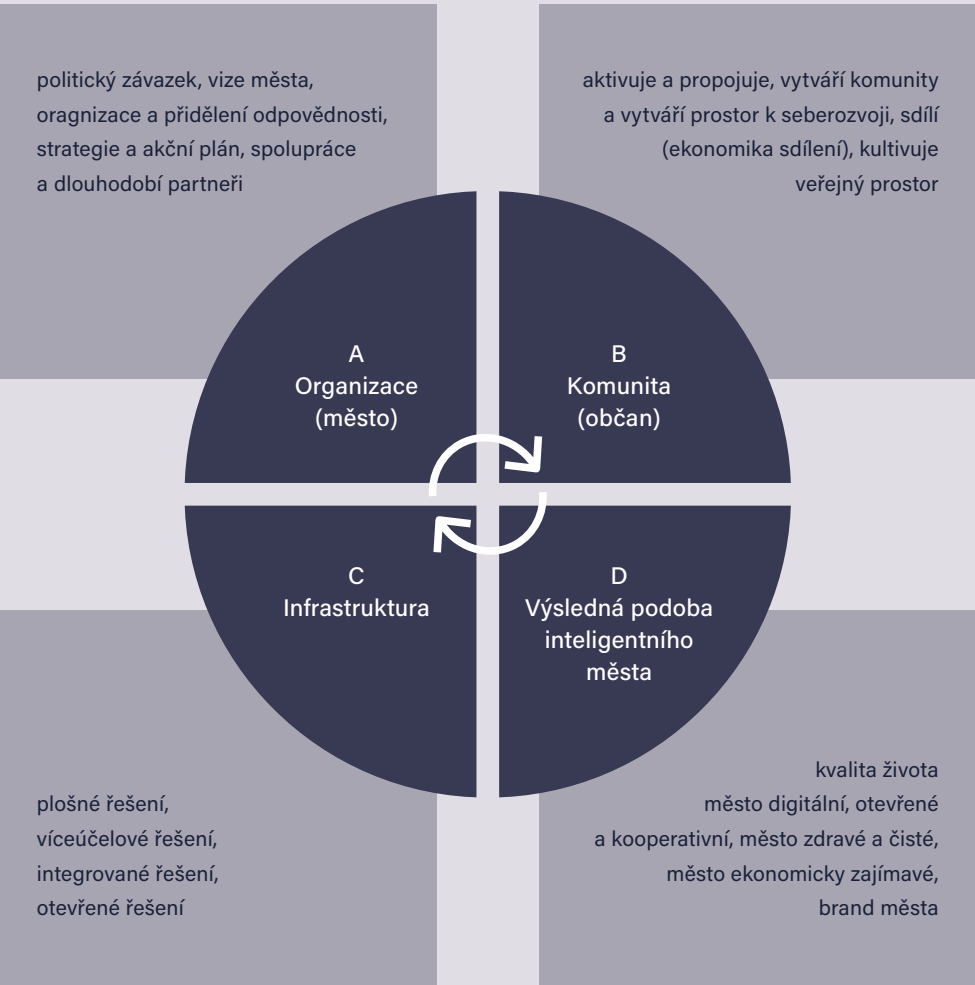 politický závazek, vize města,
oragnizace a přidělení odpovědnosti,
strategie a akční plán, spolupráce
a dlouhodobí partneři
aktivuje a propojuje, vytváří komunity
a vytváří prostor k seberozvoji, sdílí
(ekonomika sdílení), kultivuje
veřejný prostor
A
Organizace
(město)
B
Komunita
(občan)
C
Infrastruktura
D
Výsledná podoba
inteligentního
města
plošné řešení,
víceúčelové řešení,
integrované řešení,
otevřené řešení
kvalita života
město digitální, otevřené
a kooperativní, město zdravé a čisté,
město ekonomicky zajímavé,
brand města